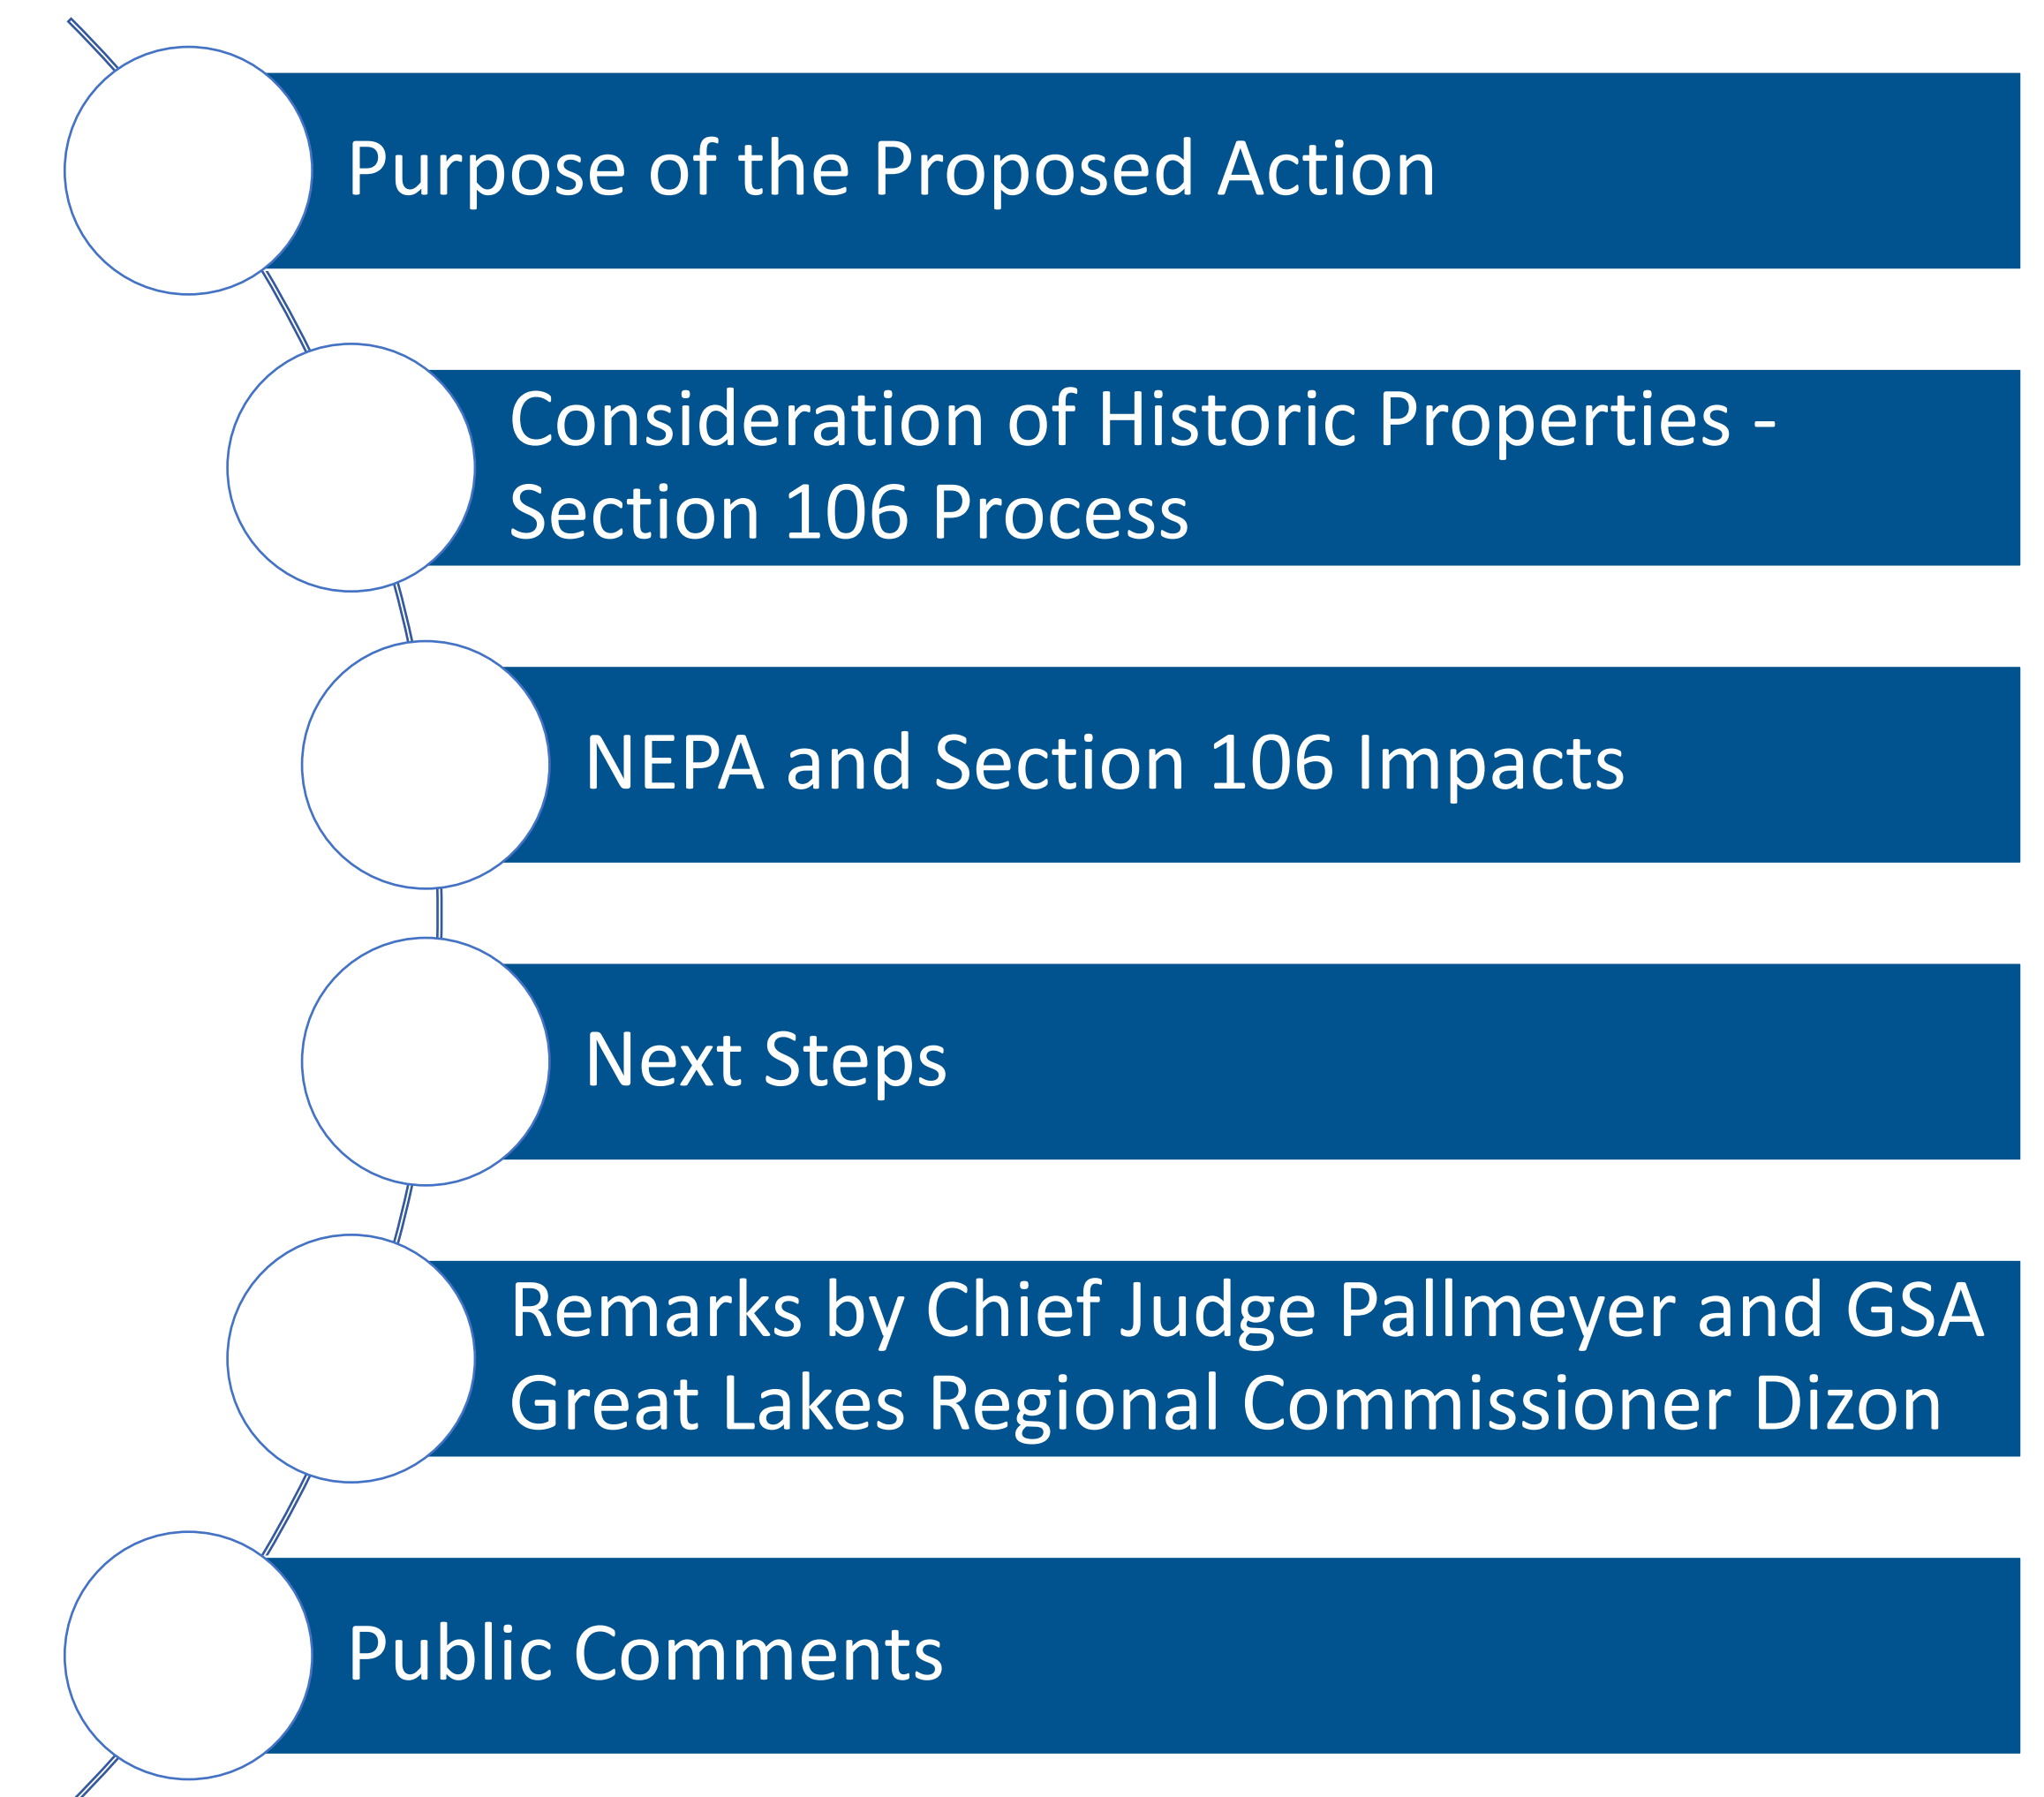 Purpose of the Proposed Action
Consideration of Historic Properties -
Section 106 Process
NEPA and Section 106 Impacts
Next Steps
Remarks by Chief Judge Pallmeyer and GSA
Great Lakes Regional Commissioner Dizon
Public Comments